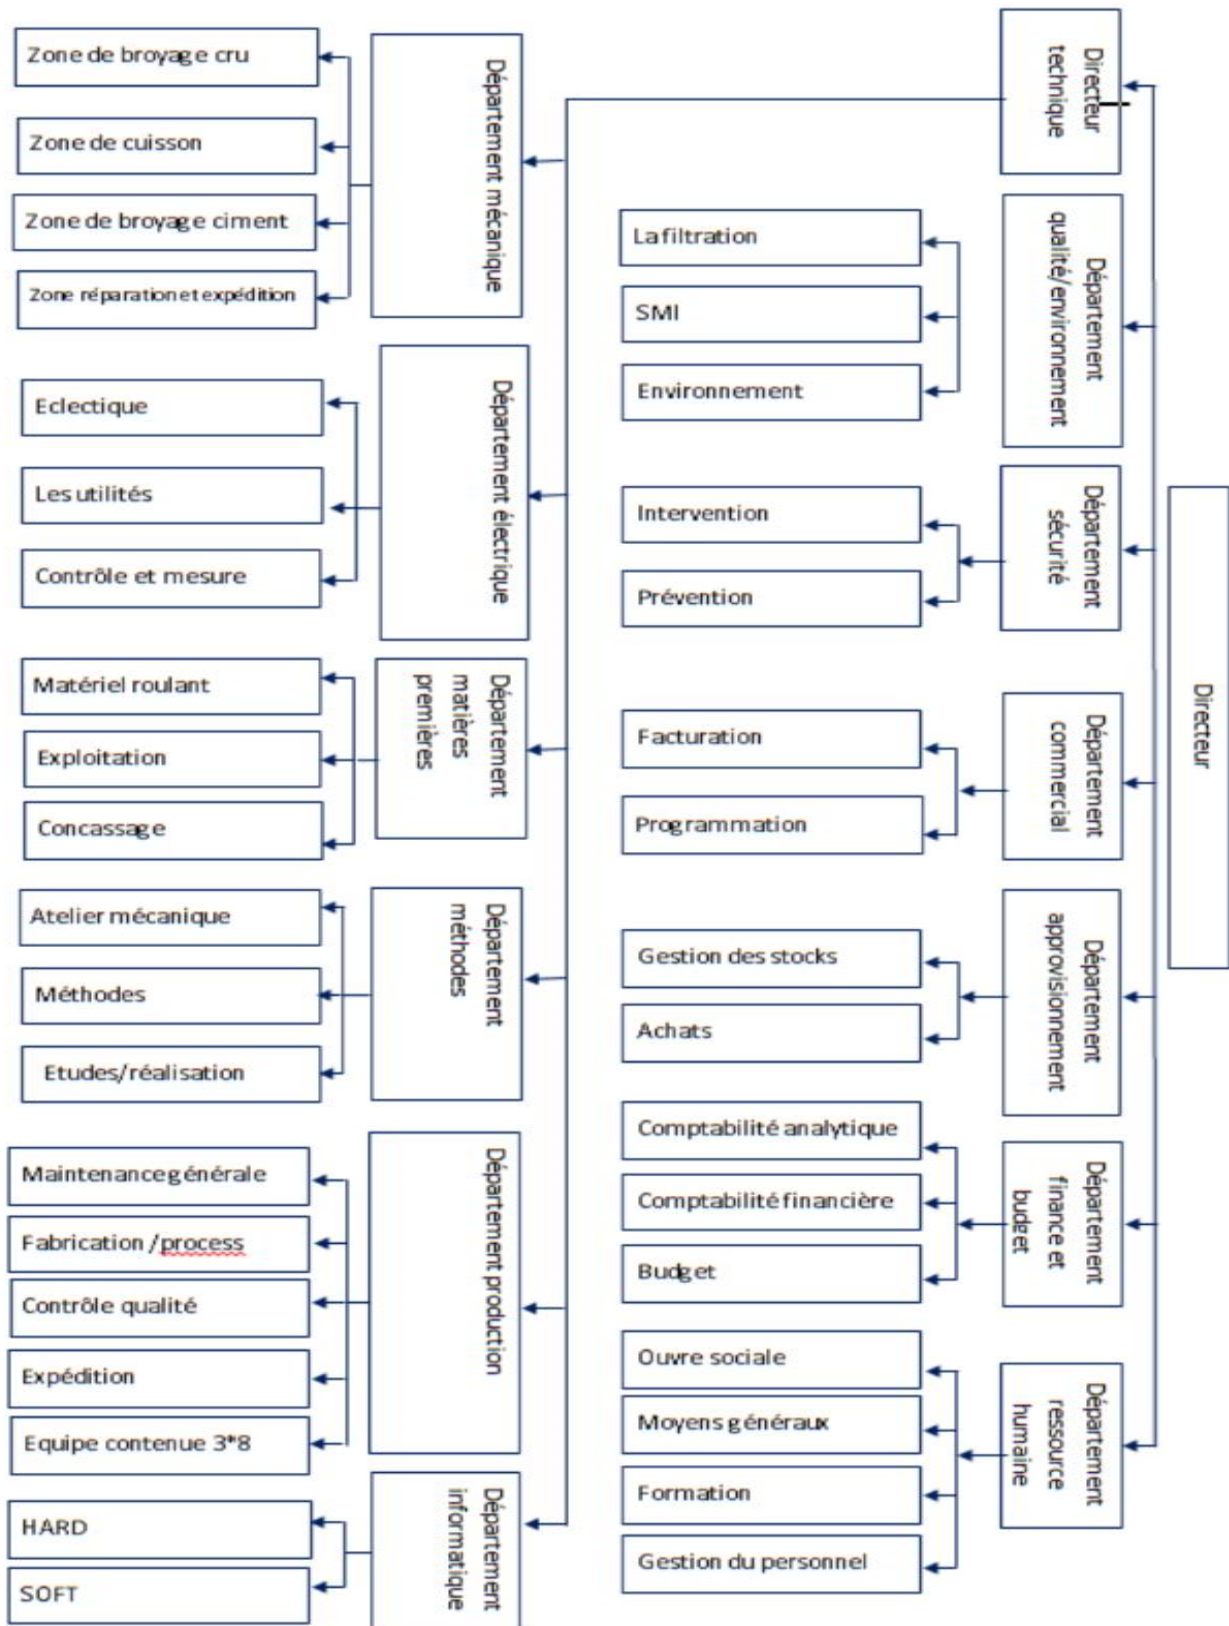 Directeur
Directeur
technique
Département
qualité/environnement
La filtration
SMI
Environnement
Département
sécurité
Intervention
Prévention
Département
commercial
Facturation
Programmation
Département
approvisionnement
Gestion des stocks
Achats
Département
finance et
budget
Comptabilité analytique
Comptabilité financière
Budget
Département
ressource
humaine
Ouvre sociale
Moyens généraux
Formation
Gestion du personnel
Département mécanique
Zone de broyage cru
Zone de cuisson
Zone de broyage ciment
Zone réparation et expédition
Département électrique
Eclectique
Les utilités
Contrôle et mesure
Département
matières
premières
Matériel roulant
Exploitation
Concassage
Département
méthodes
Atelier mécanique
Méthodes
Etudes/réalisation
Département production
Maintenance générale
Fabrication /process
Contrôle qualité
Expédition
Equipe contenue 3*8
Département
informatique
HARD
SOFT